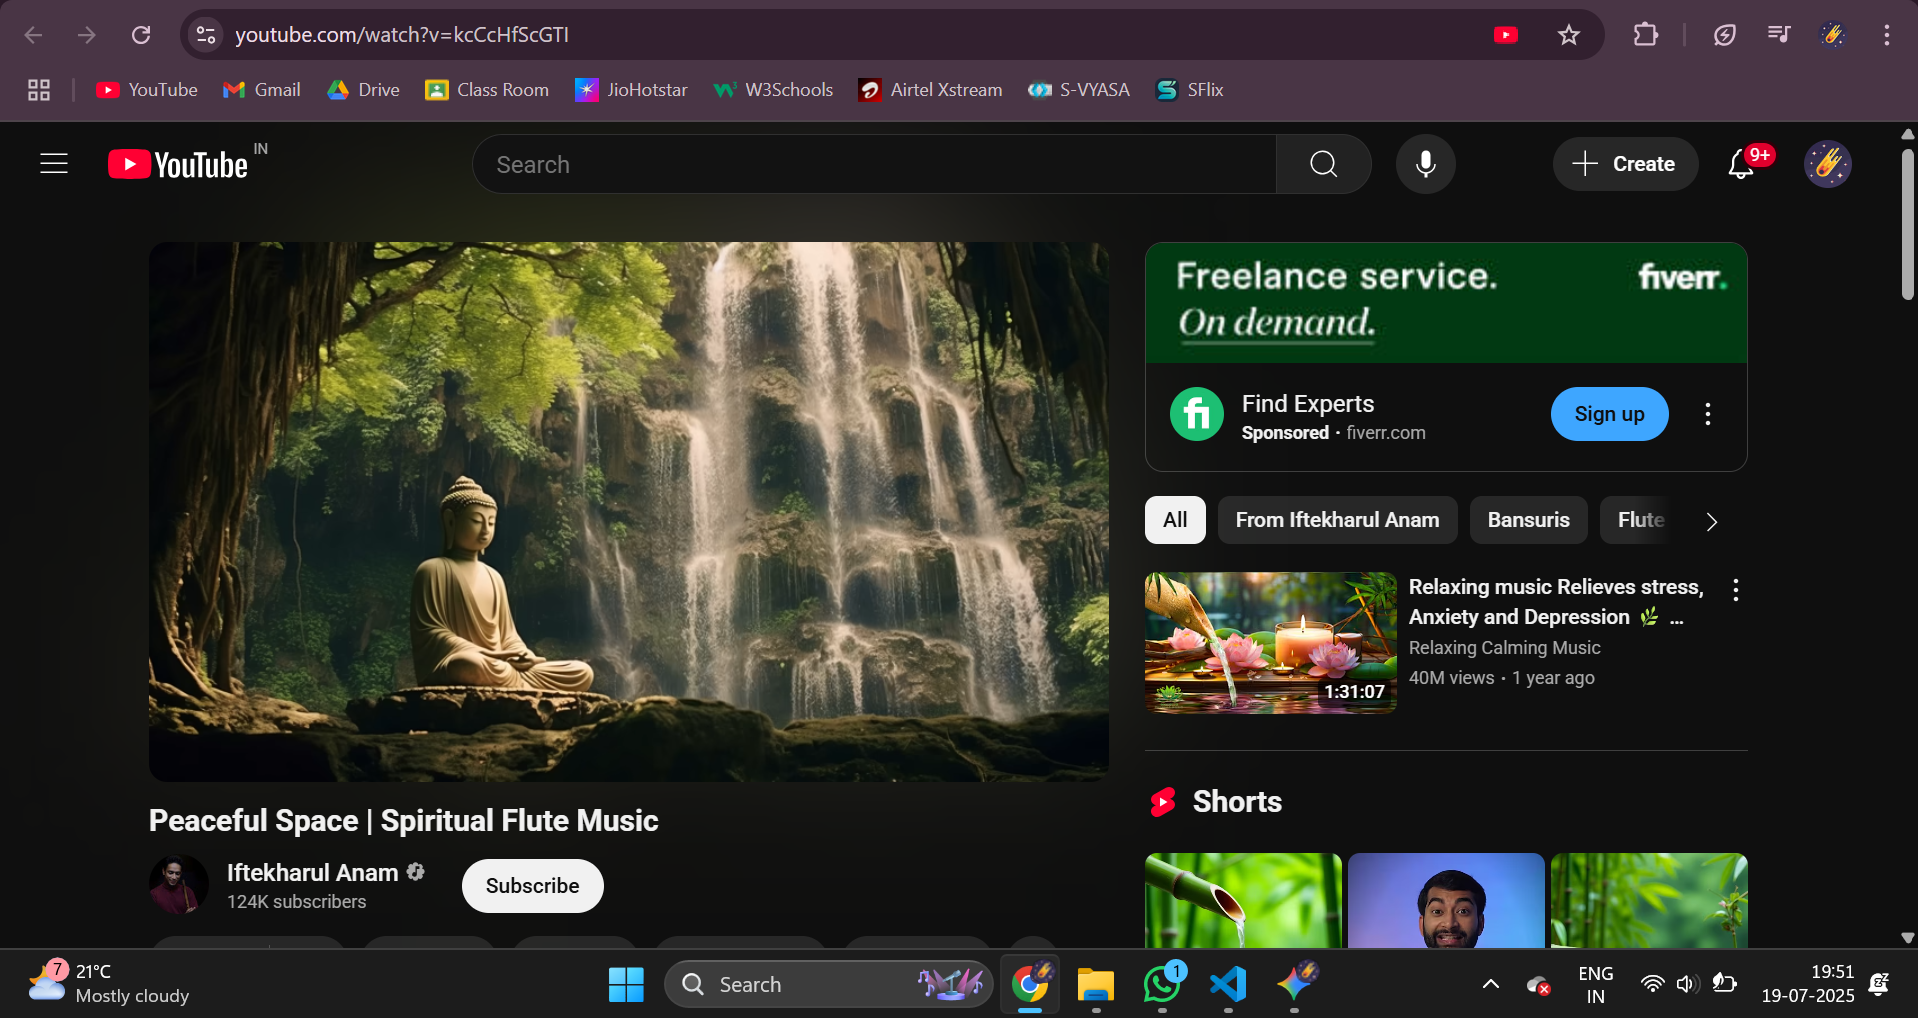 youtube.com/watch?v=kcCcHfScGTI
YouTube
Gmail
Drive
Class Room
JioHotstar
W3Schools
Airtel Xstream
S-VYASA
SFlix
YouTube IN
Search
Create
9+
Freelance service.
On demand.
fiverr.
fi
Find Experts
Sponsored · fiverr.com
Sign up
All
From Iftekharul Anam
Bansuris
Flute
Relaxing music Relieves stress,
Anxiety and Depression 🌿 ...
Relaxing Calming Music
40M views · 1 year ago
1:31:07
Peaceful Space | Spiritual Flute Music
Iftekharul Anam
124K subscribers
Subscribe
Shorts
7
21°C
Mostly cloudy
Search
1
ENG
IN
19:51
19-07-2025